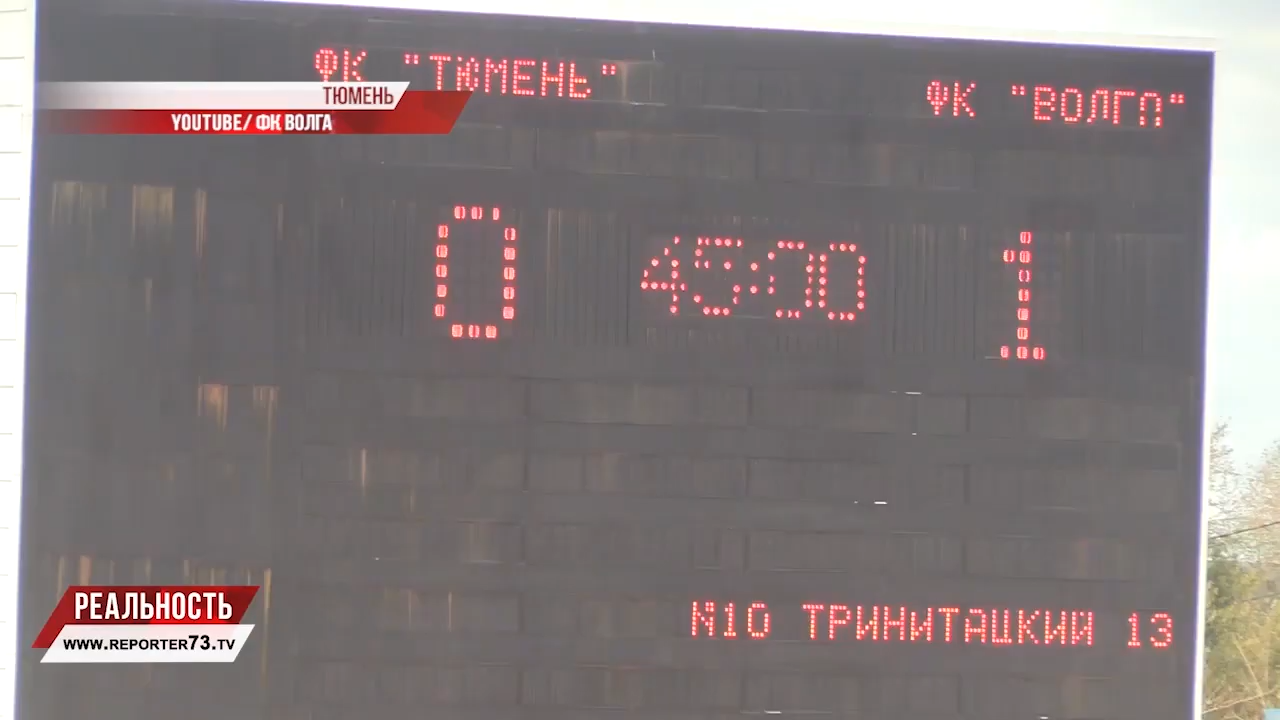 ФК "ТЮМЕНЬ"
ФК "ВОЛГА"
ТЮМЕНЬ
YOUTUBE/ ФК ВОЛГА
0 45:00 1
РЕАЛЬНОСТЬ
WWW.REPORTER73.TV
N10 ТРИНИТАЦКИЙ 13